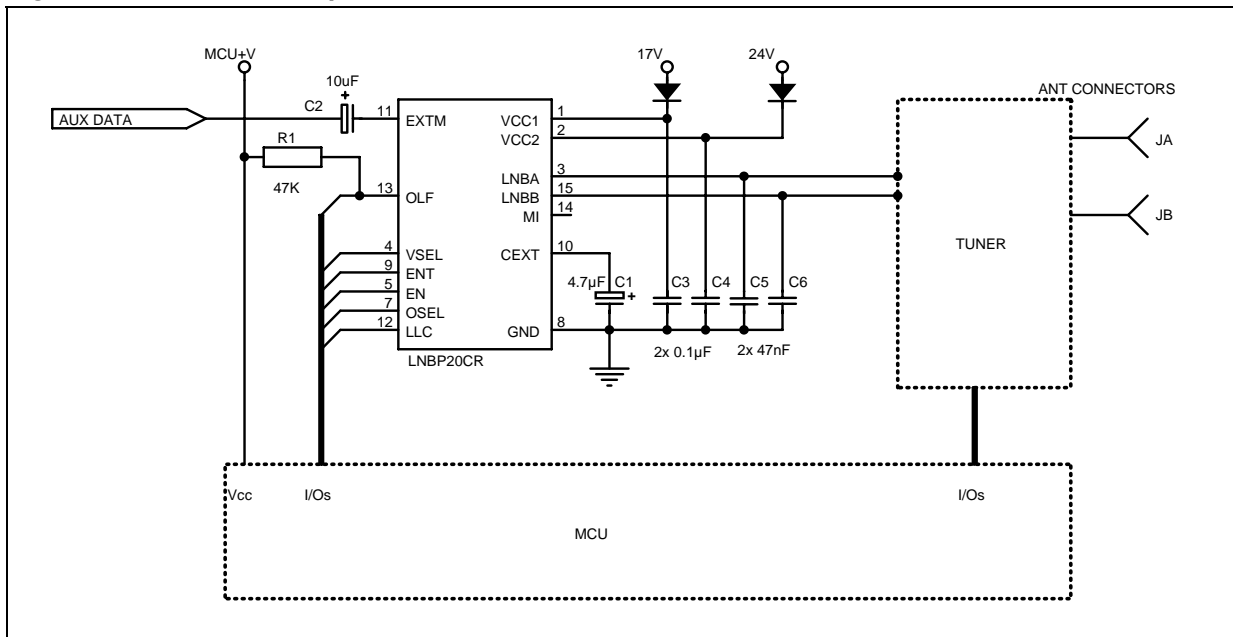 MCU+V
17V
24V
10uF
+
ANT CONNECTORS
C2
AUX DATA
11
EXTM
VCC1
1
VCC2
2
JA
R1
47K
LNBA
3
13
OLF
LNBB
15
MI
14
JB
TUNER
4
VSEL
CEXT
10
9
ENT
5
EN
4.7µF
C1
+
C3
C4
C5
C6
7
OSEL
12
LLC
GND
8
2x 0.1µF
2x 47nF
LNBP20CR
Vcc
I/Os
I/Os
MCU